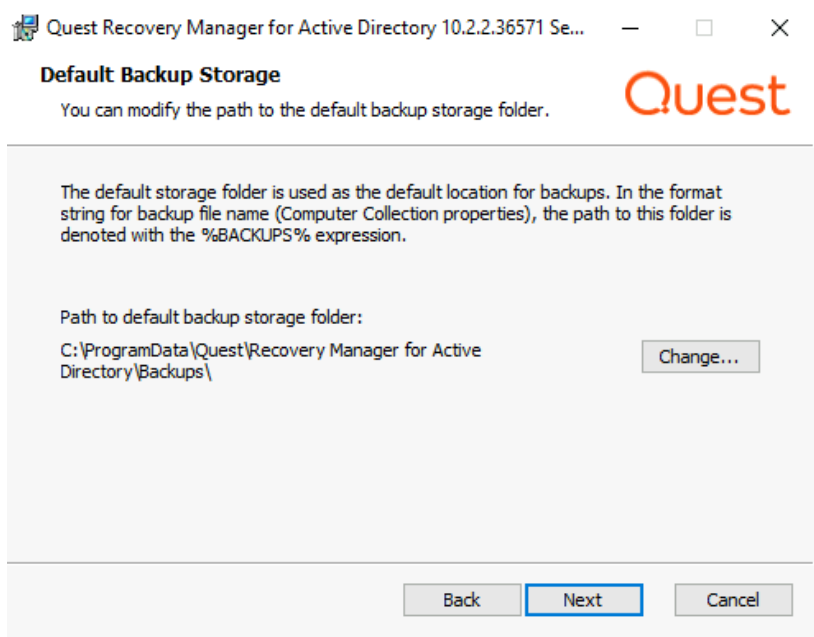 Quest Recovery Manager for Active Directory 10.2.2.36571 Se...
Default Backup Storage
You can modify the path to the default backup storage folder.
Quest
The default storage folder is used as the default location for backups. In the format
string for backup file name (Computer Collection properties), the path to this folder is
denoted with the %BACKUPS% expression.
Path to default backup storage folder:
C:\ProgramData\Quest\Recovery Manager for Active
Directory\Backups\
Change...
Back
Next
Cancel